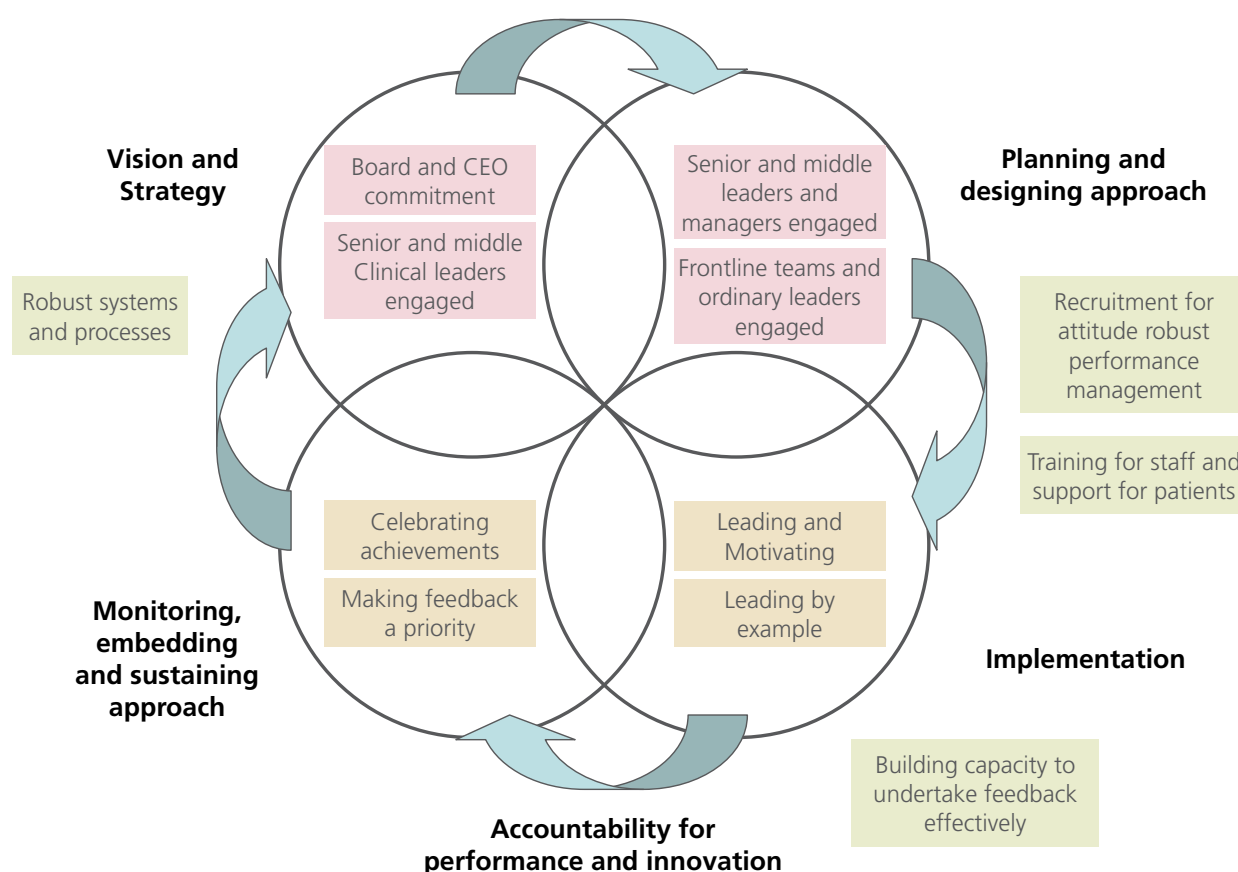 Vision and
Strategy
Board and CEO
commitment
Senior and middle
Clinical leaders
engaged
Senior and middle
leaders and
managers engaged
Frontline teams and
ordinary leaders
engaged
Planning and
designing approach
Robust systems
and processes
Recruitment for
attitude robust
performance
management
Training for staff and
support for patients
Celebrating
achievements
Making feedback
a priority
Leading and
Motivating
Leading by
example
Monitoring,
embedding
and sustaining
approach
Implementation
Building capacity to
undertake feedback
effectively
Accountability for
performance and innovation